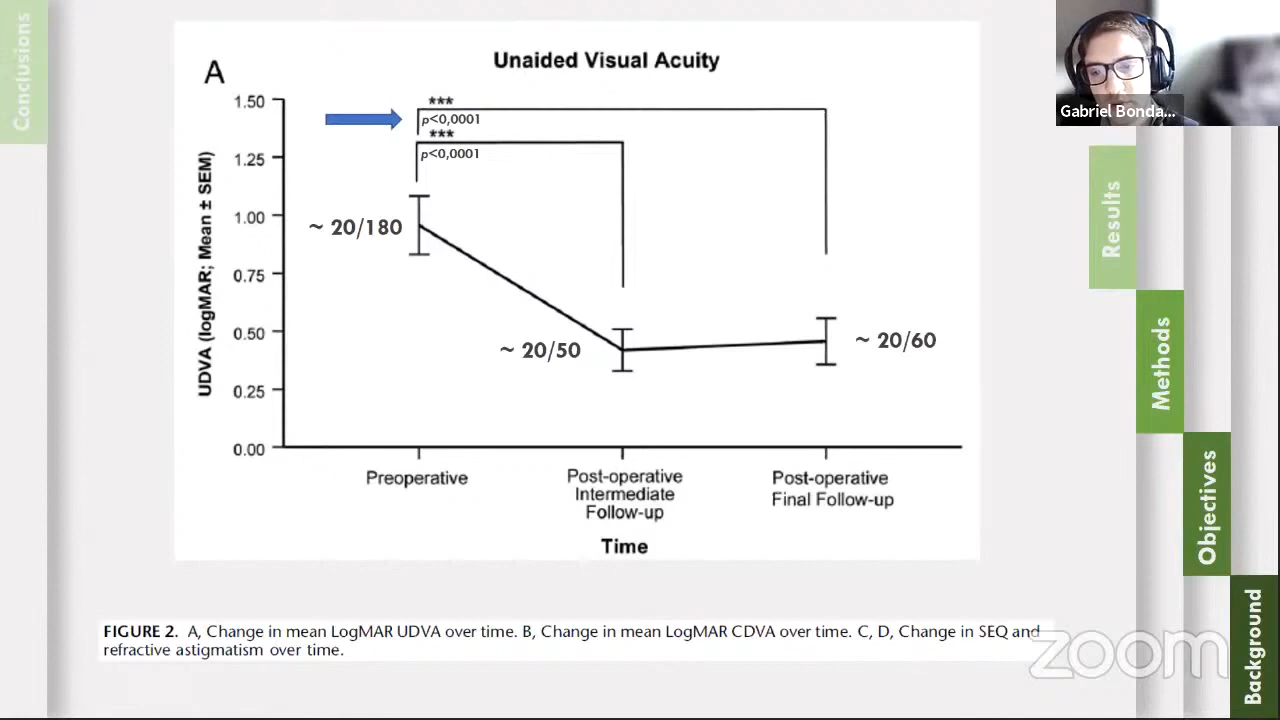 Conclusions
A
Unaided Visual Acuity
UDVA (logMAR; Mean ± SEM)
1.50
1.25
1.00
0.75
0.50
0.25
0.00
***
p<0,0001
***
p<0,0001
~ 20/180
~ 20/50
~ 20/60
Preoperative
Post-operative
Intermediate
Follow-up
Post-operative
Final Follow-up
Time
FIGURE 2. A, Change in mean LogMAR UDVA over time. B, Change in mean LogMAR CDVA over time. C, D, Change in SEQ and
refractive astigmatism over time.
Gabriel Bonda...
Results
Methods
Objectives
Background
zoom